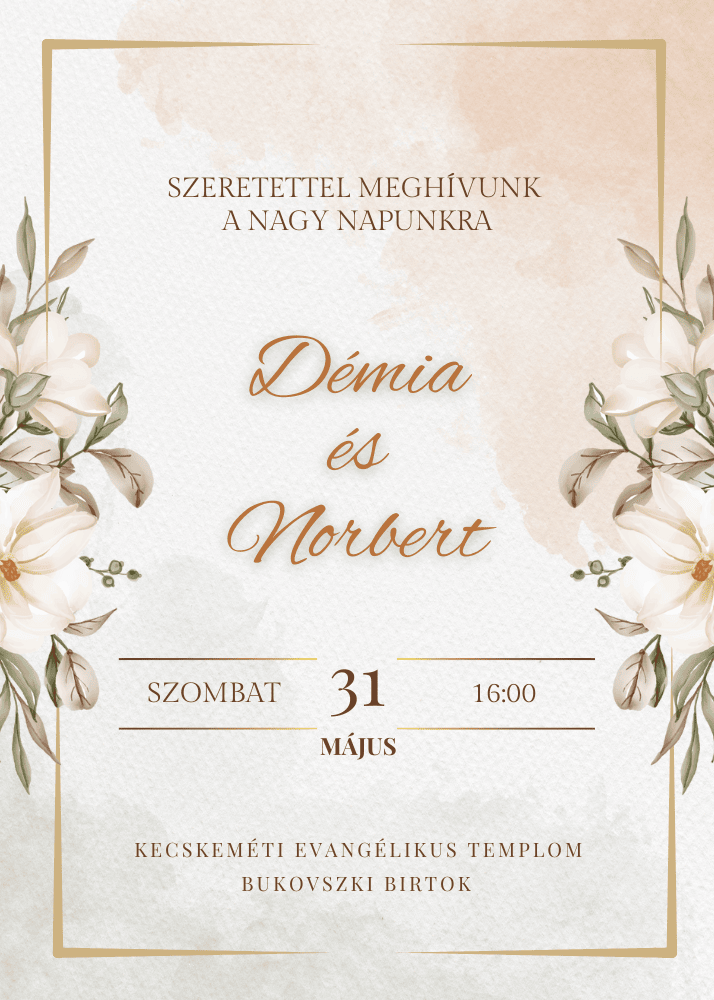 SZERETETTEL MEGHÍVUNK
A NAGY NAPUNKRA
Démia
és
Norbert
SZOMBAT 31 16:00
MÁJUS
KECSKEMÉTI EVANGÉLIKUS TEMPLOM
BUKOVSZKI BIRTOK